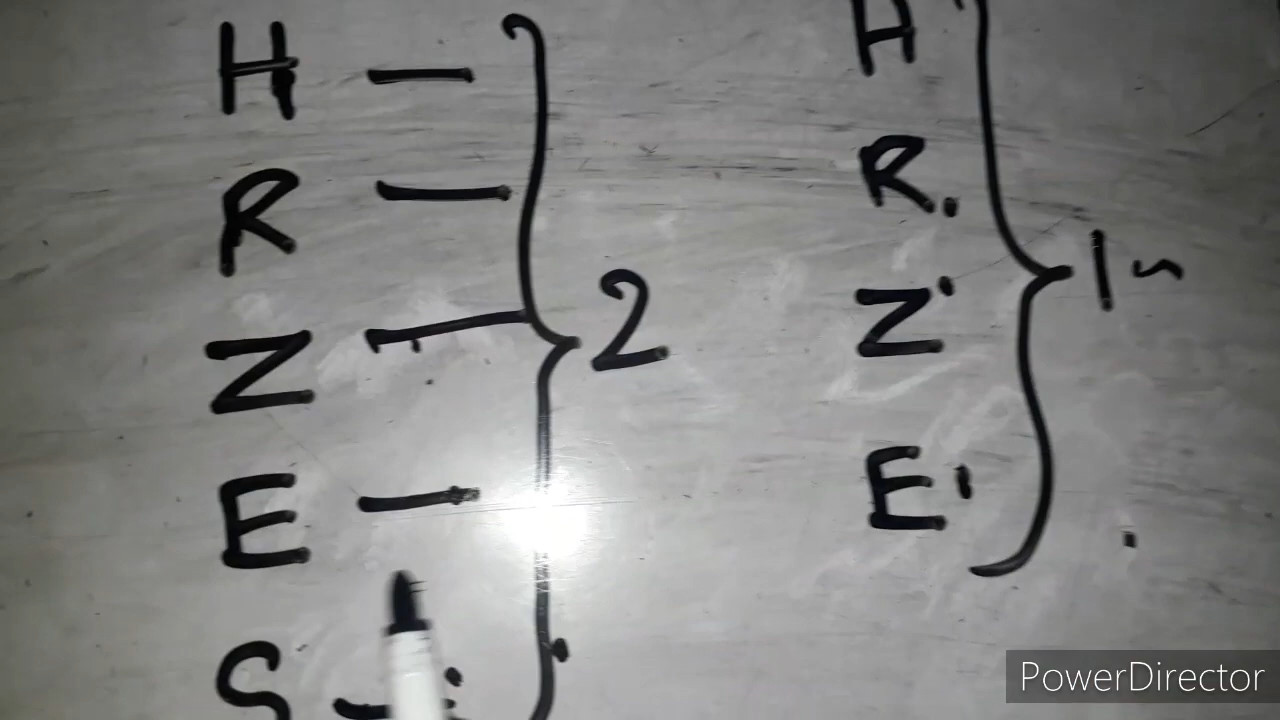 H —
R —
Z —
E —
S —
2
H
R.
Z
E
1
PowerDirector